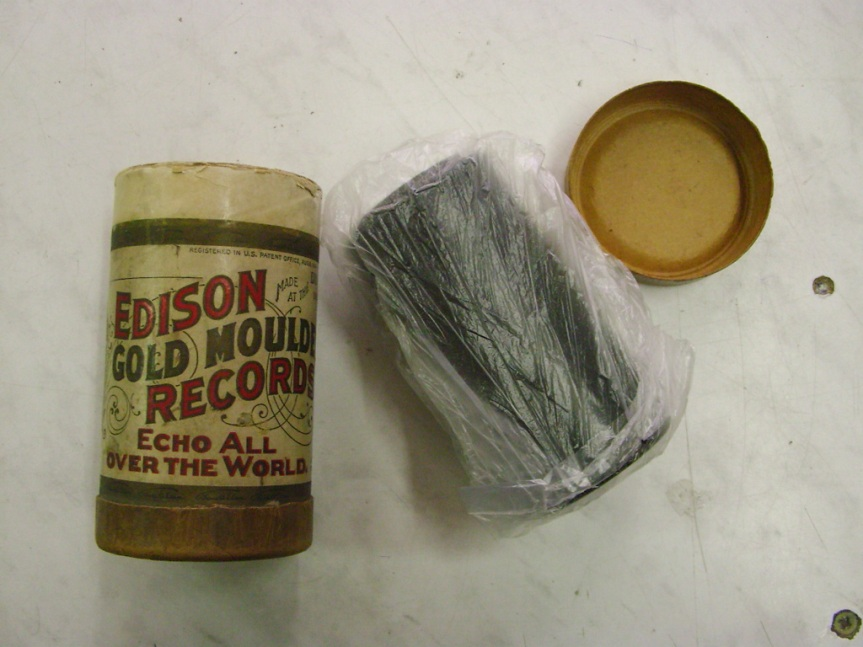 REGISTERED IN U.S. PATENT OFFICE,
MADE
AT THE
EDISON
GOLD MOULDE
RECORDS
ECHO ALL
OVER THE WORLD.